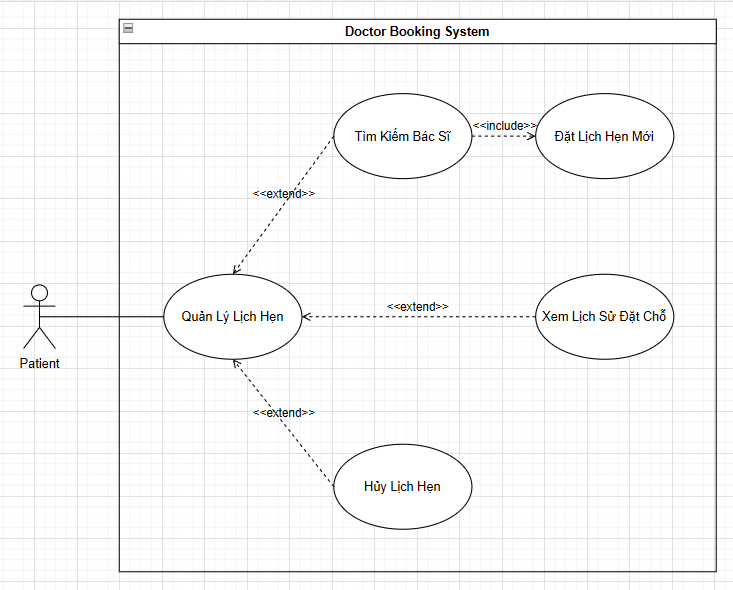 Doctor Booking System
Tìm Kiếm Bác Sĩ
<<include>>
Đặt Lịch Hẹn Mới
<<extend>>
Quản Lý Lịch Hẹn
<<extend>>
Xem Lịch Sử Đặt Chỗ
Patient
<<extend>>
Hủy Lịch Hẹn